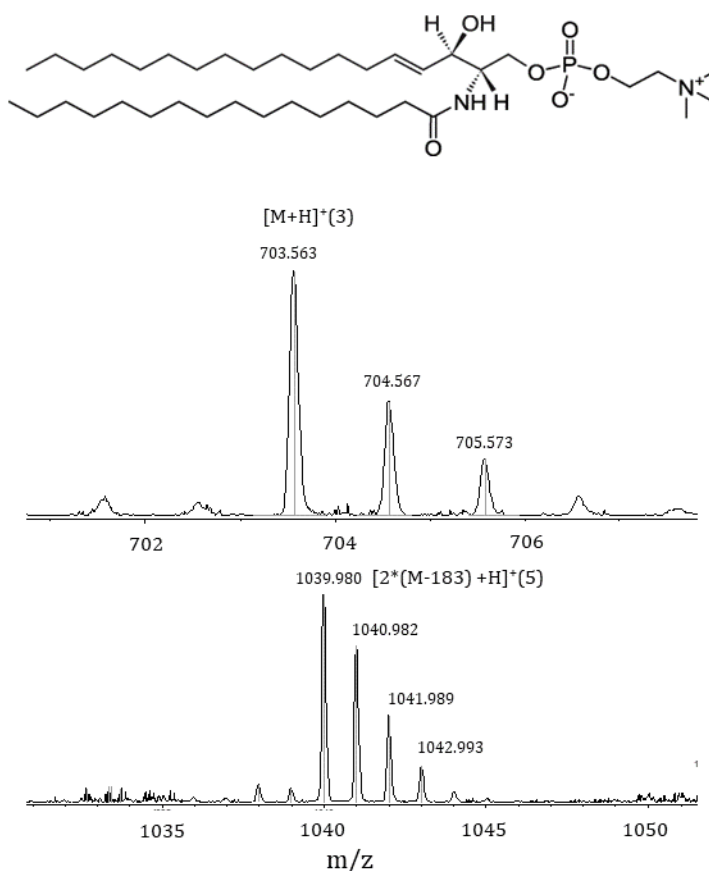 H OH
O
O P O
O- N+
NH H
O
[M+H]+(3)
703.563
704.567
705.573
702 704 706
1039.980 [2*(M-183) +H]+(5)
1040.982
1041.989
1042.993
1035 1040 1045 1050
m/z